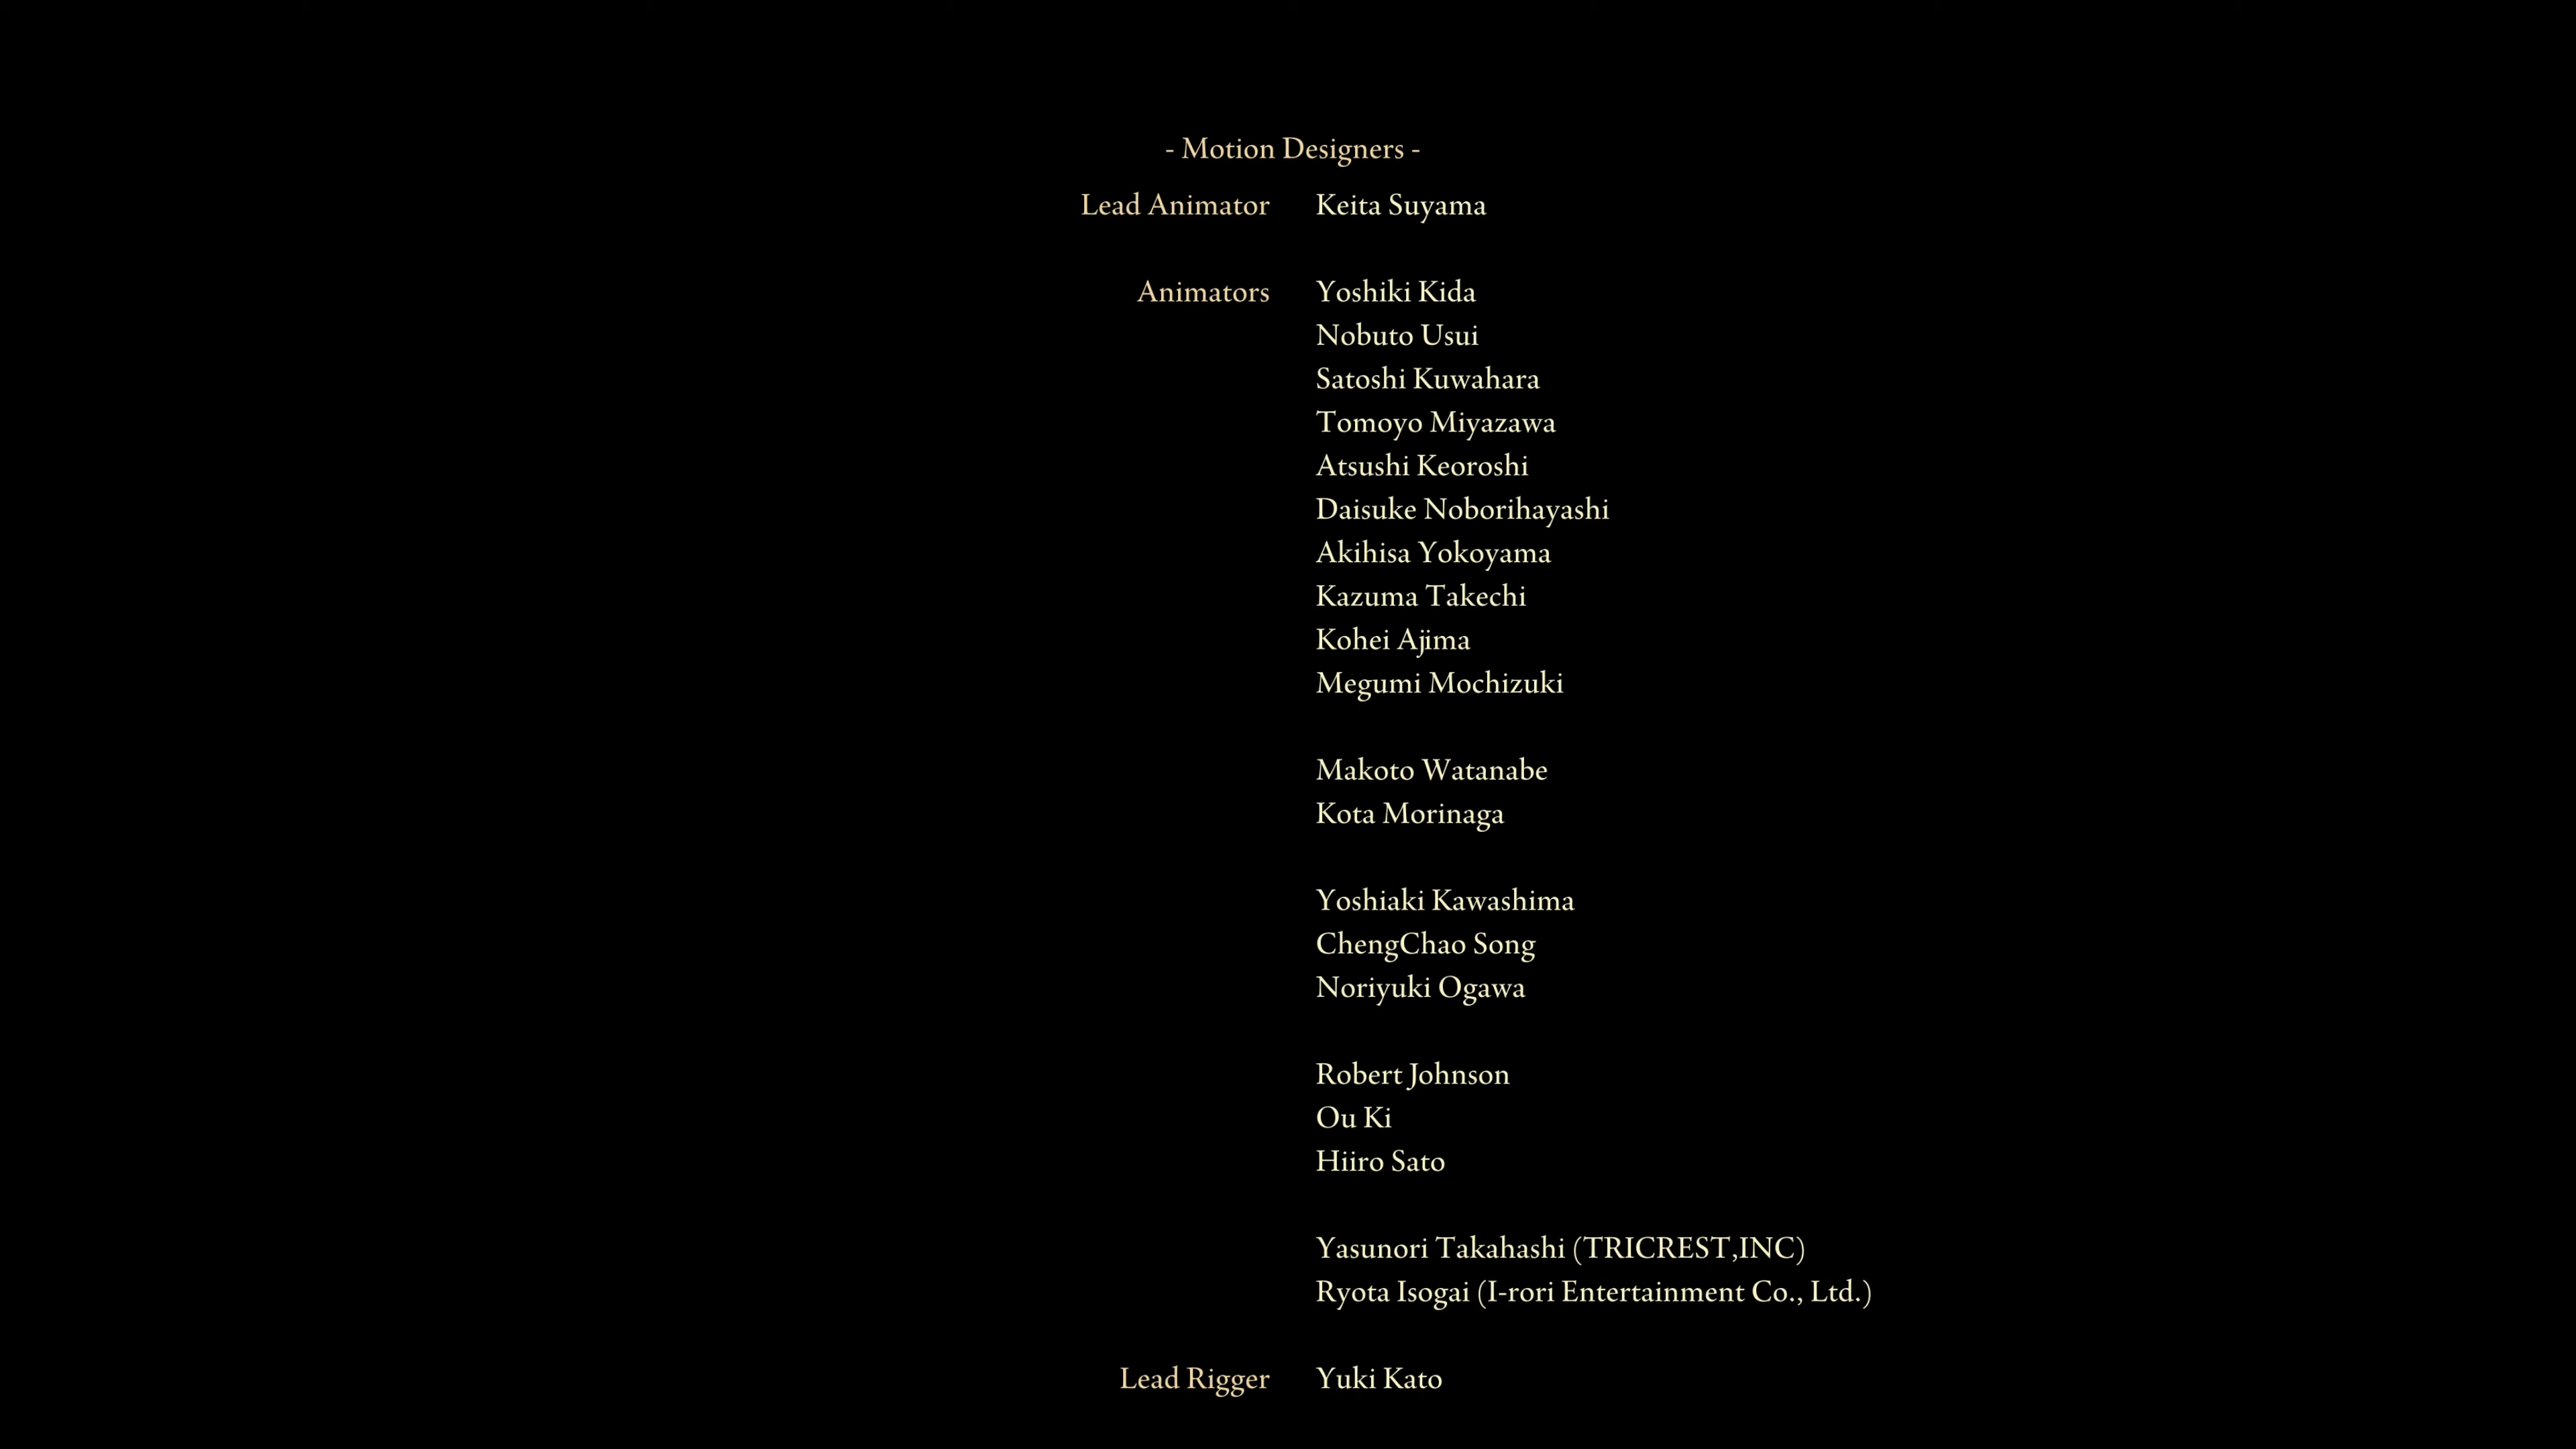 - Motion Designers -
Lead Animator Keita Suyama
Animators Yoshiki Kida
Nobuto Usui
Satoshi Kuwahara
Tomoyo Miyazawa
Atsushi Keoroshi
Daisuke Noborihayashi
Akihisa Yokoyama
Kazuma Takechi
Kohei Ajima
Megumi Mochizuki
Makoto Watanabe
Kota Morinaga
Yoshiaki Kawashima
ChengChao Song
Noriyuki Ogawa
Robert Johnson
Ou Ki
Hiiro Sato
Yasunori Takahashi (TRICREST,INC)
Ryota Isogai (I-rori Entertainment Co., Ltd.)
Lead Rigger Yuki Kato